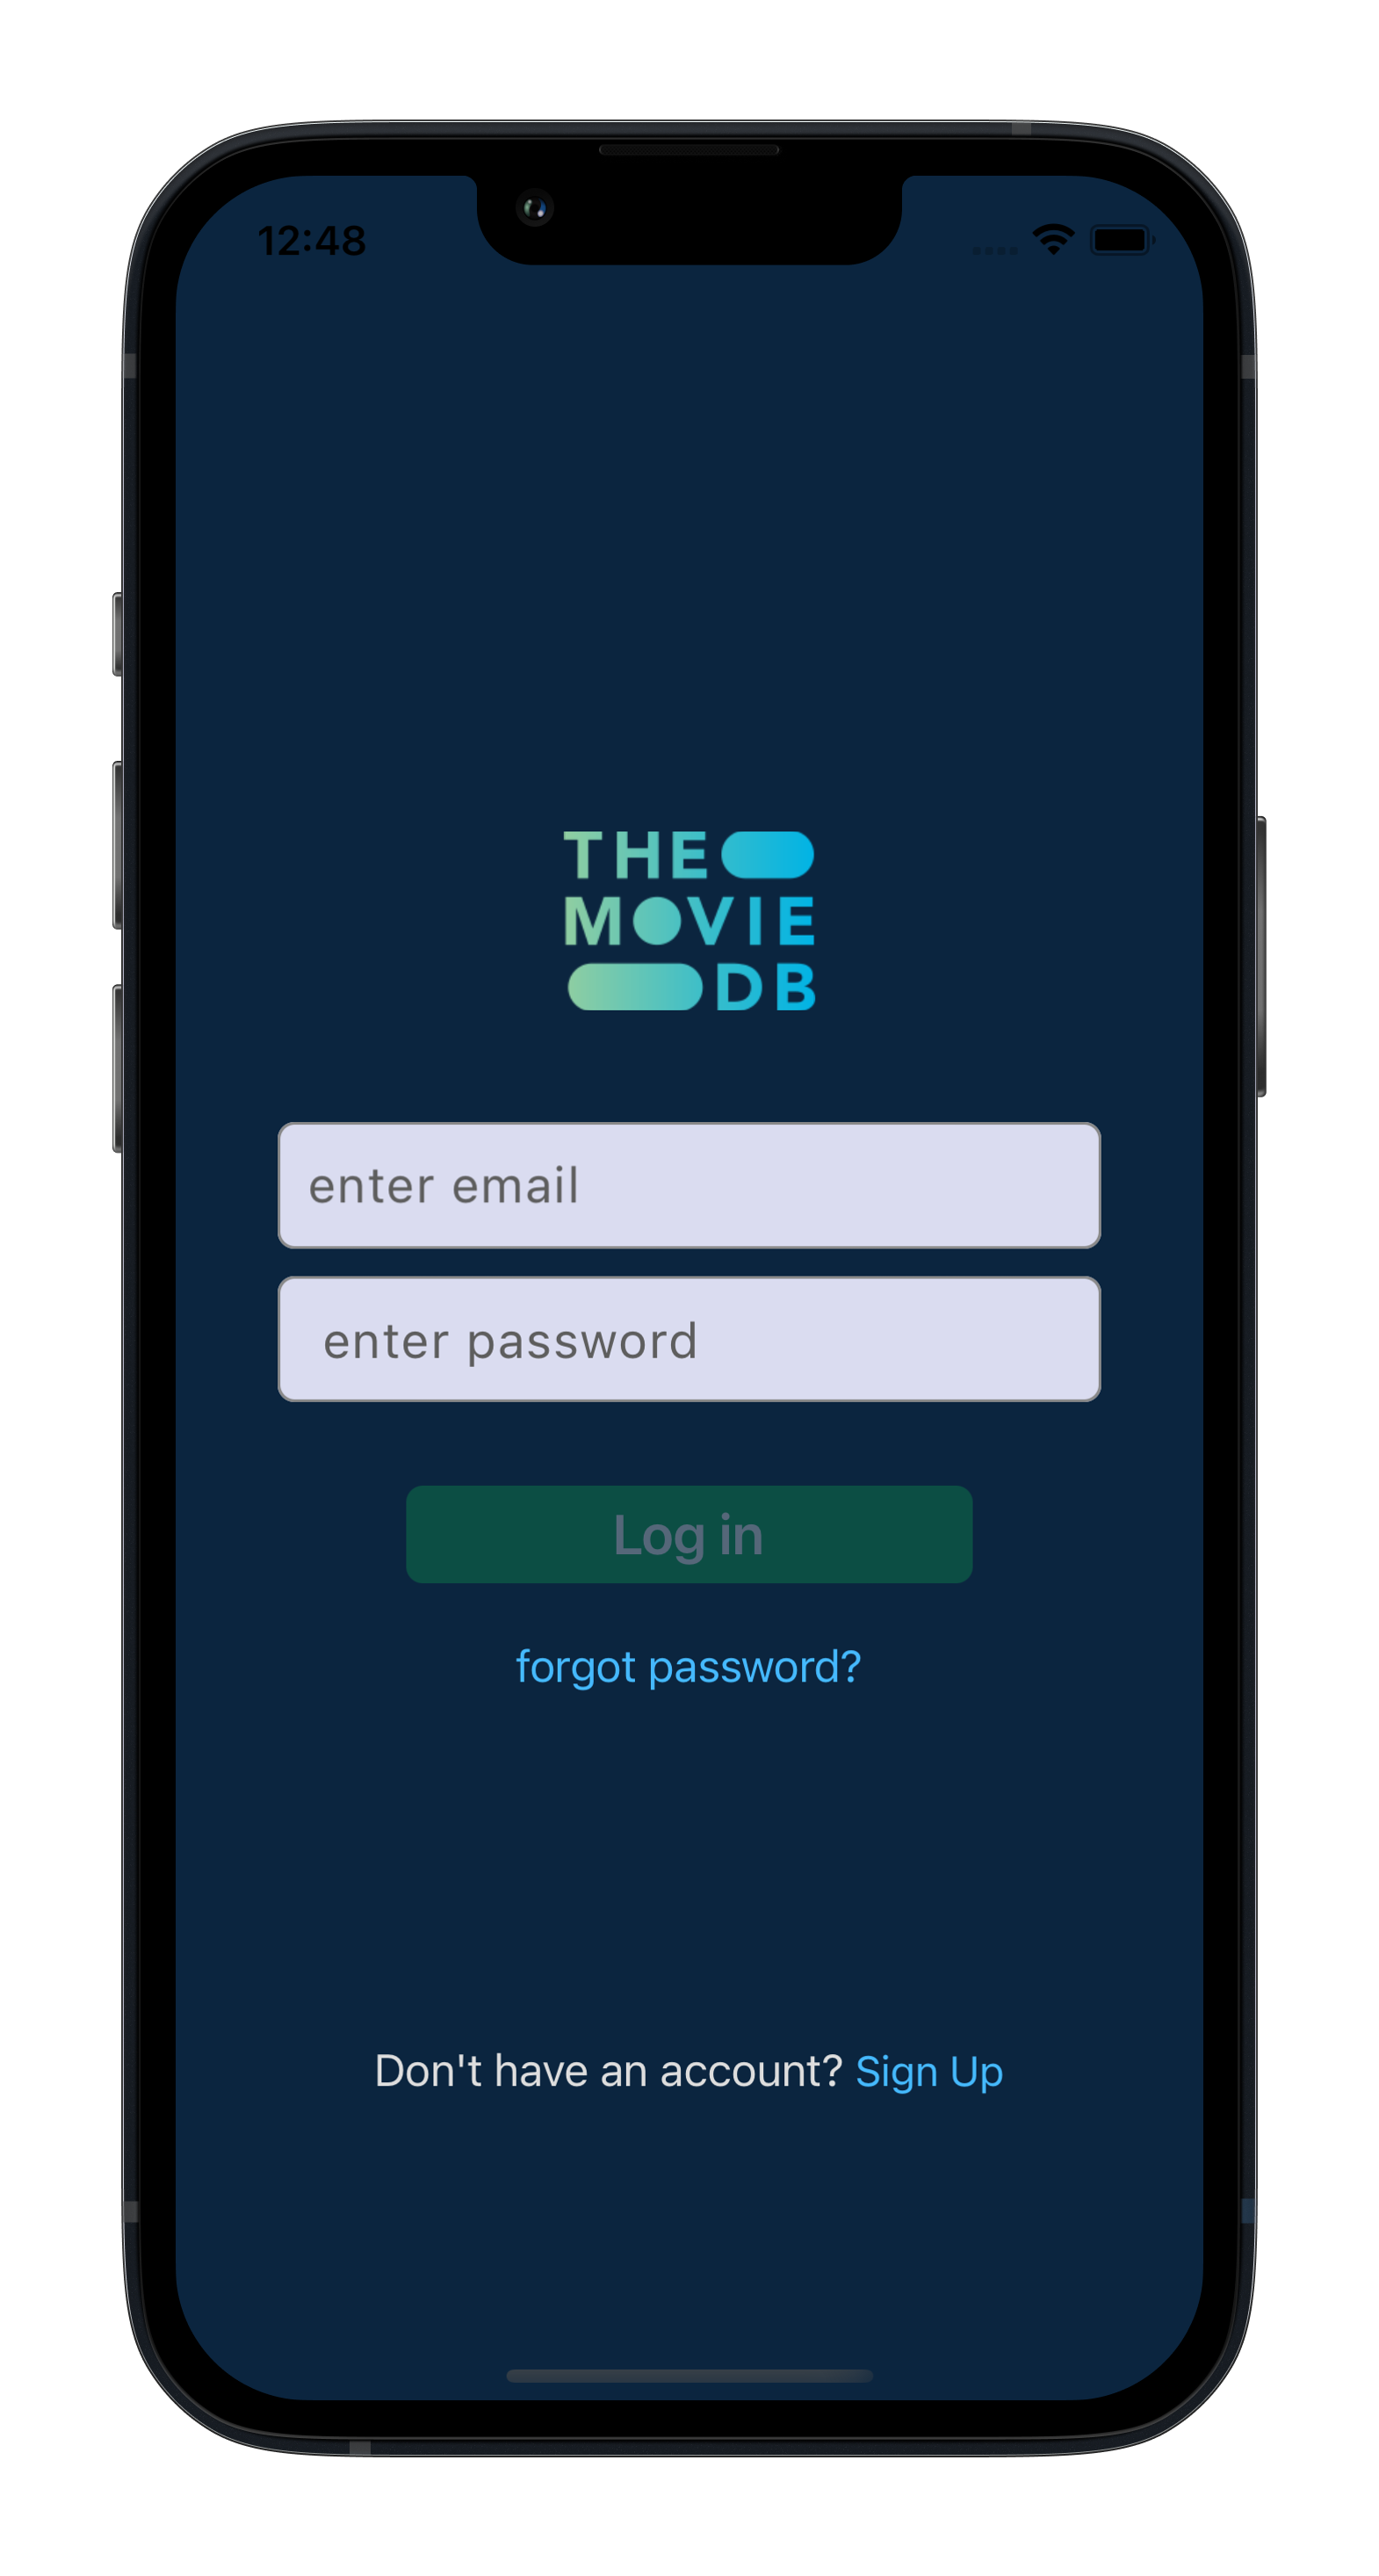 12:48
THE
MOVIE
DB
enter email
enter password
Log in
forgot password?
Don't have an account? Sign Up